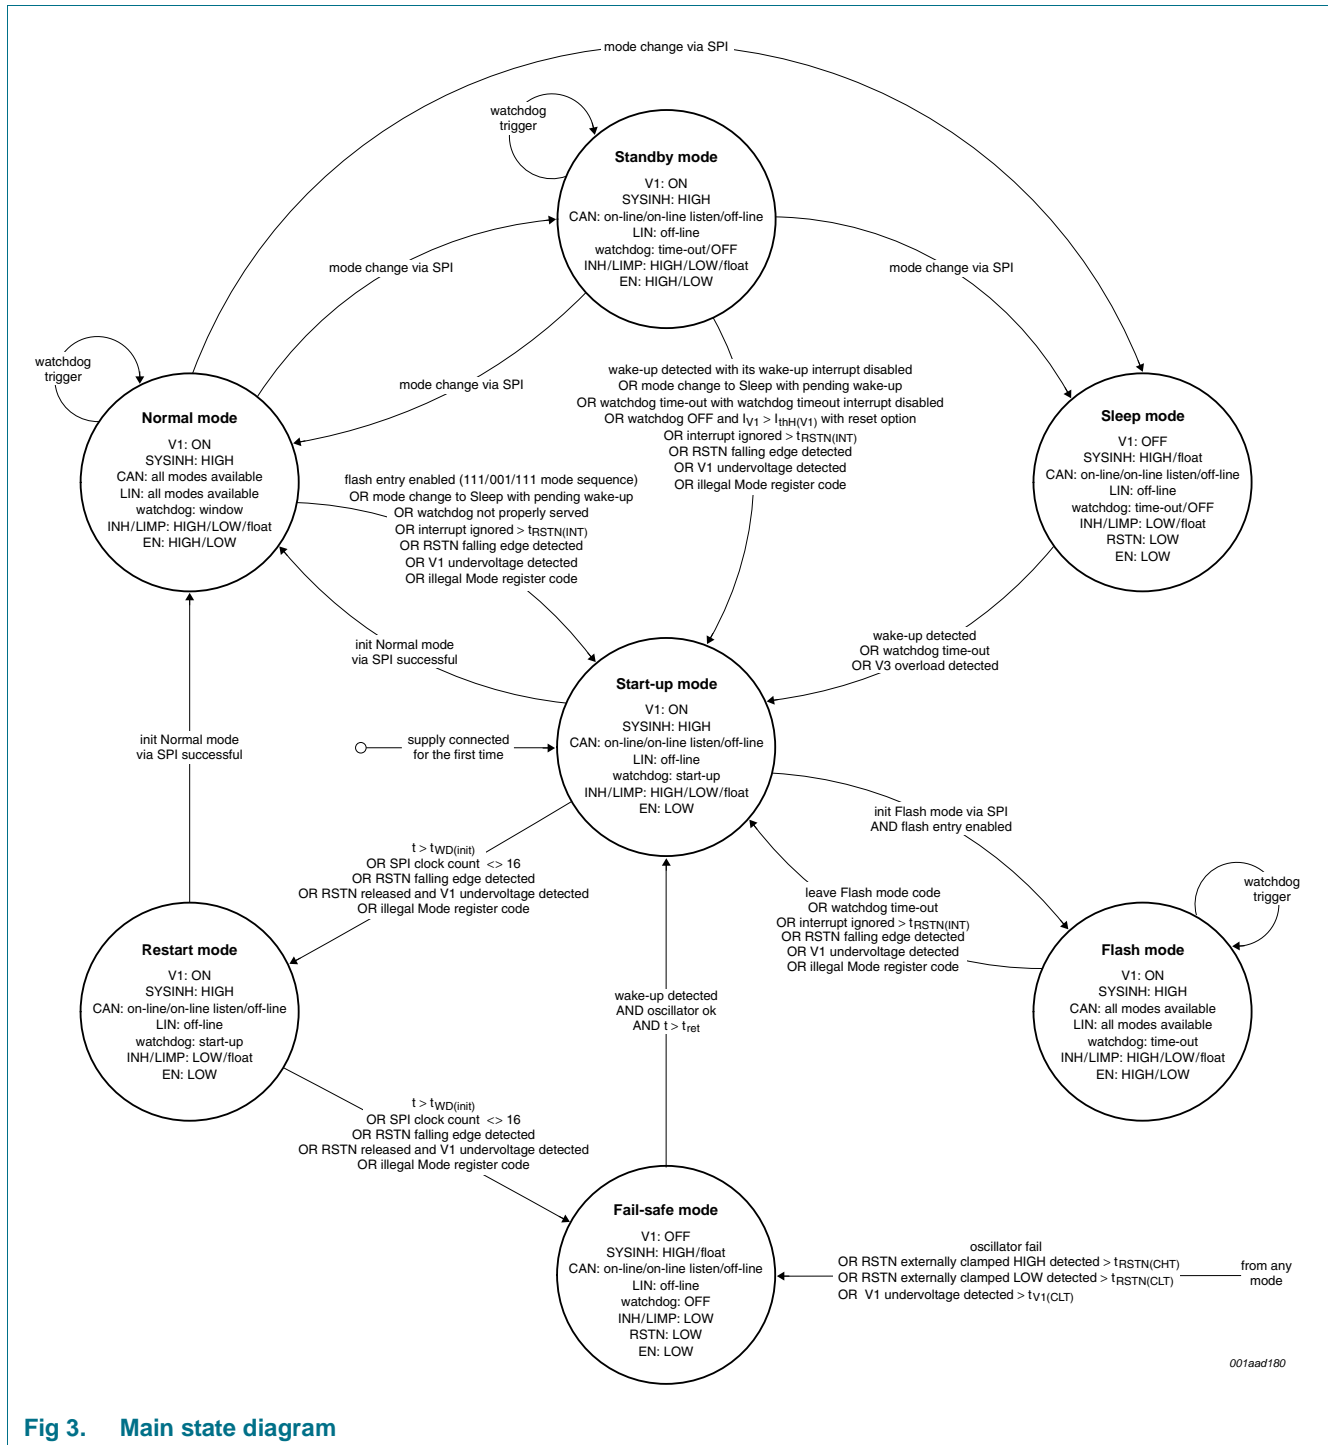 mode change via SPI
watchdog
trigger
Standby mode
V1: ON
SYSINH: HIGH
CAN: on-line/on-line listen/off-line
LIN: off-line
watchdog: time-out/OFF
INH/LIMP: HIGH/LOW/float
EN: HIGH/LOW
mode change via SPI
mode change via SPI
watchdog
trigger
mode change via SPI
wake-up detected with its wake-up interrupt disabled
OR mode change to Sleep with pending wake-up
OR watchdog time-out with watchdog timeout interrupt disabled
OR watchdog OFF and IV1 > IthH(V1) with reset option
OR interrupt ignored > tRSTN(INT)
OR RSTN falling edge detected
OR V1 undervoltage detected
OR illegal Mode register code
Normal mode
V1: ON
SYSINH: HIGH
CAN: all modes available
LIN: all modes available
watchdog: window
INH/LIMP: HIGH/LOW/float
EN: HIGH/LOW
Sleep mode
V1: OFF
SYSINH: HIGH/float
CAN: on-line/on-line listen/off-line
LIN: off-line
watchdog: time-out/OFF
INH/LIMP: LOW/float
RSTN: LOW
EN: LOW
flash entry enabled (111/001/111 mode sequence)
OR mode change to Sleep with pending wake-up
OR watchdog not properly served
OR interrupt ignored > tRSTN(INT)
OR RSTN falling edge detected
OR V1 undervoltage detected
OR illegal Mode register code
init Normal mode
via SPI successful
wake-up detected
OR watchdog time-out
OR V3 overload detected
Start-up mode
V1: ON
SYSINH: HIGH
CAN: on-line/on-line listen/off-line
LIN: off-line
watchdog: start-up
INH/LIMP: HIGH/LOW/float
EN: LOW
init Normal mode
via SPI successful
supply connected
for the first time
init Flash mode via SPI
AND flash entry enabled
t > tWD(init)
OR SPI clock count <> 16
OR RSTN falling edge detected
OR RSTN released and V1 undervoltage detected
OR illegal Mode register code
leave Flash mode code
OR watchdog time-out
OR interrupt ignored > tRSTN(INT)
OR RSTN falling edge detected
OR V1 undervoltage detected
OR illegal Mode register code
watchdog
trigger
Restart mode
V1: ON
SYSINH: HIGH
CAN: on-line/on-line listen/off-line
LIN: off-line
watchdog: start-up
INH/LIMP: LOW/float
EN: LOW
Flash mode
V1: ON
SYSINH: HIGH
CAN: all modes available
LIN: all modes available
watchdog: time-out
INH/LIMP: HIGH/LOW/float
EN: HIGH/LOW
wake-up detected
AND oscillator ok
AND t > tret
t > tWD(init)
OR SPI clock count <> 16
OR RSTN falling edge detected
OR RSTN released and V1 undervoltage detected
OR illegal Mode register code
Fail-safe mode
V1: OFF
SYSINH: HIGH/float
CAN: on-line/on-line listen/off-line
LIN: off-line
watchdog: OFF
INH/LIMP: LOW
RSTN: LOW
EN: LOW
oscillator fail
OR RSTN externally clamped HIGH detected > tRSTN(CHT)
OR RSTN externally clamped LOW detected > tRSTN(CLT)
OR V1 undervoltage detected > tV1(CLT)
from any
mode
001aad180
Fig 3. Main state diagram